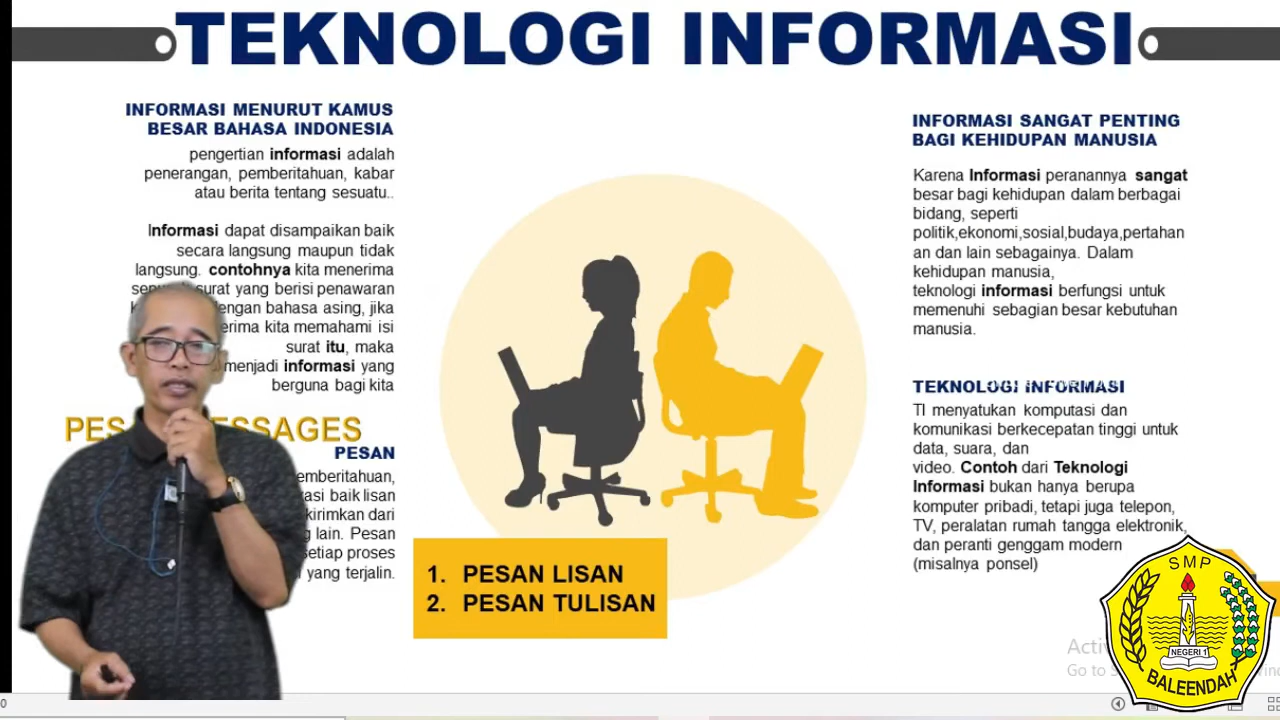 TEKNOLOGI INFORMASI
INFORMASI MENURUT KAMUS
BESAR BAHASA INDONESIA
pengertian informasi adalah
penerangan, pemberitahuan, kabar
atau berita tentang sesuatu..
Informasi dapat disampaikan baik
secara langsung maupun tidak
langsung. contohnya kita menerima
surat yang berisi penawaran
dengan bahasa asing, jika
kita memahami isi
surat itu, maka
menjadi informasi yang
berguna bagi kita
PESAN
1. PESAN LISAN
2. PESAN TULISAN
baik lisan
dari
lain. Pesan
setiap proses
yang terjalin.
INFORMASI SANGAT PENTING
BAGI KEHIDUPAN MANUSIA
Karena Informasi peranannya sangat
besar bagi kehidupan dalam berbagai
bidang, seperti
politik,ekonomi,sosial,budaya,pertahan
an dan lain sebagainya. Dalam
kehidupan manusia,
teknologi informasi berfungsi untuk
memenuhi sebagian besar kebutuhan
manusia.
TEKNOLOGI INFORMASI
TI menyatukan komputasi dan
komunikasi berkecepatan tinggi untuk
data, suara, dan
video. Contoh dari Teknologi
Informasi bukan hanya berupa
komputer pribadi, tetapi juga telepon,
TV, peralatan rumah tangga elektronik,
dan peranti genggam modern
(misalnya ponsel)
SMP
NEGERI 1
BALEENDAH
Go to